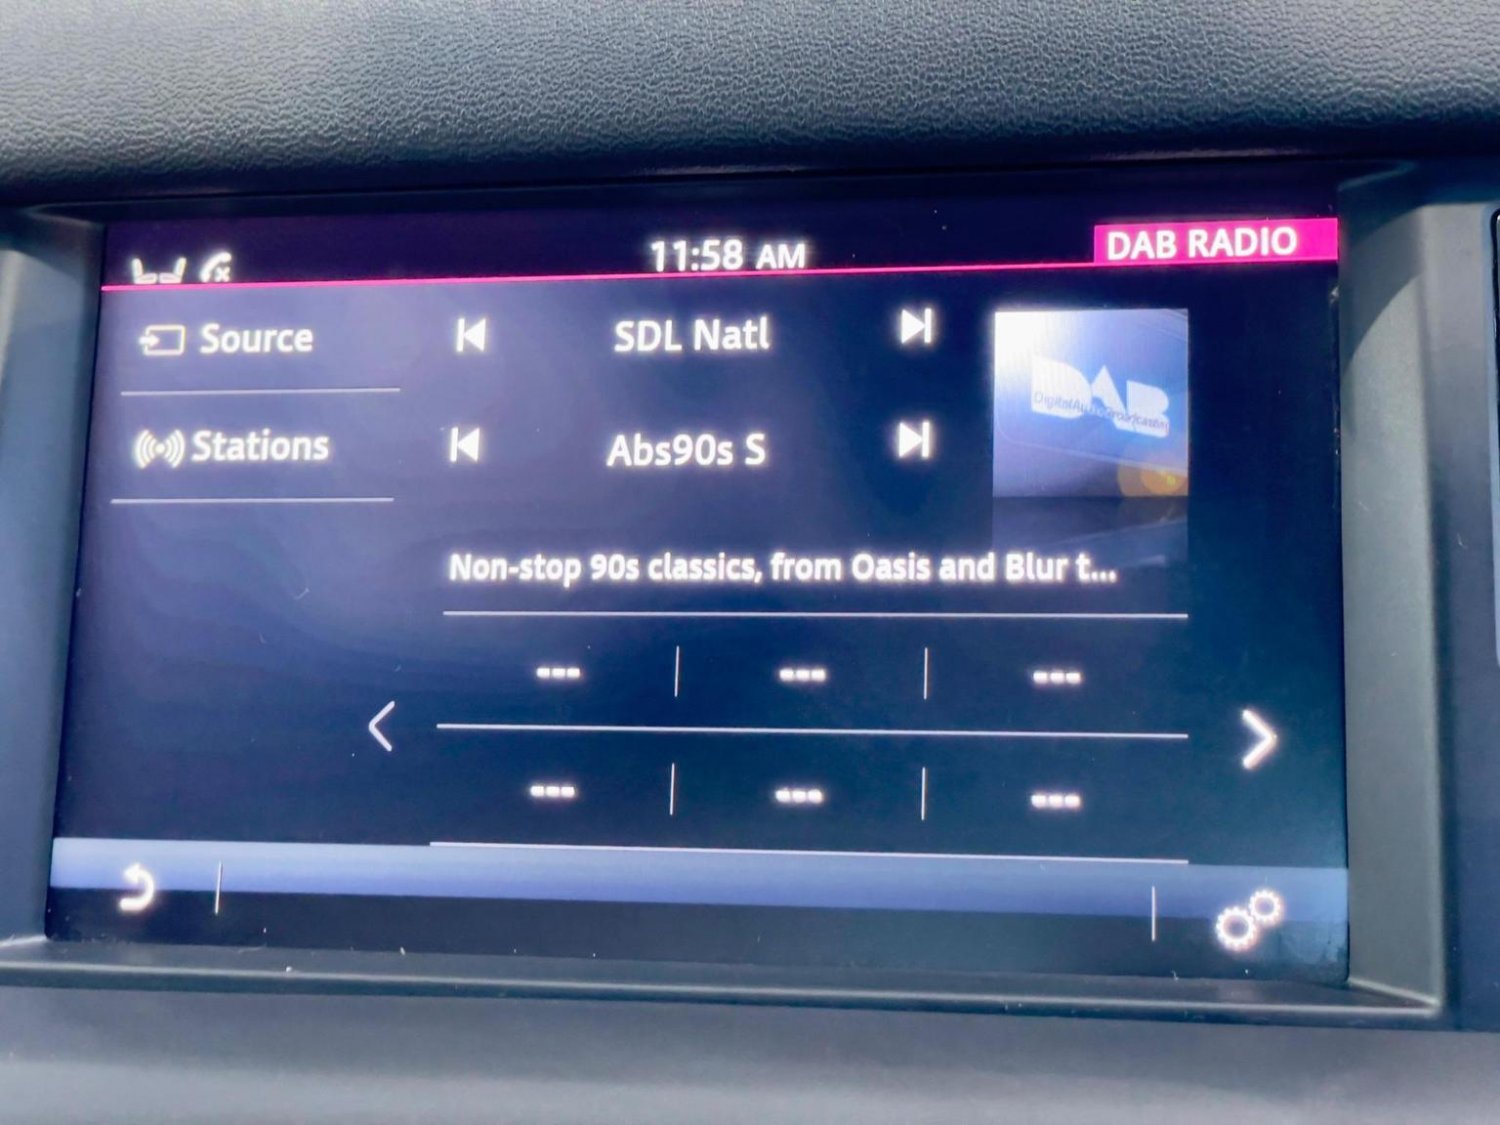 11:58 AM
DAB RADIO
Source
SDL Natl
Stations
Abs90s S
DAB
Non-stop 90s classics, from Oasis and Blur t...
--- --- ---
--- --- ---